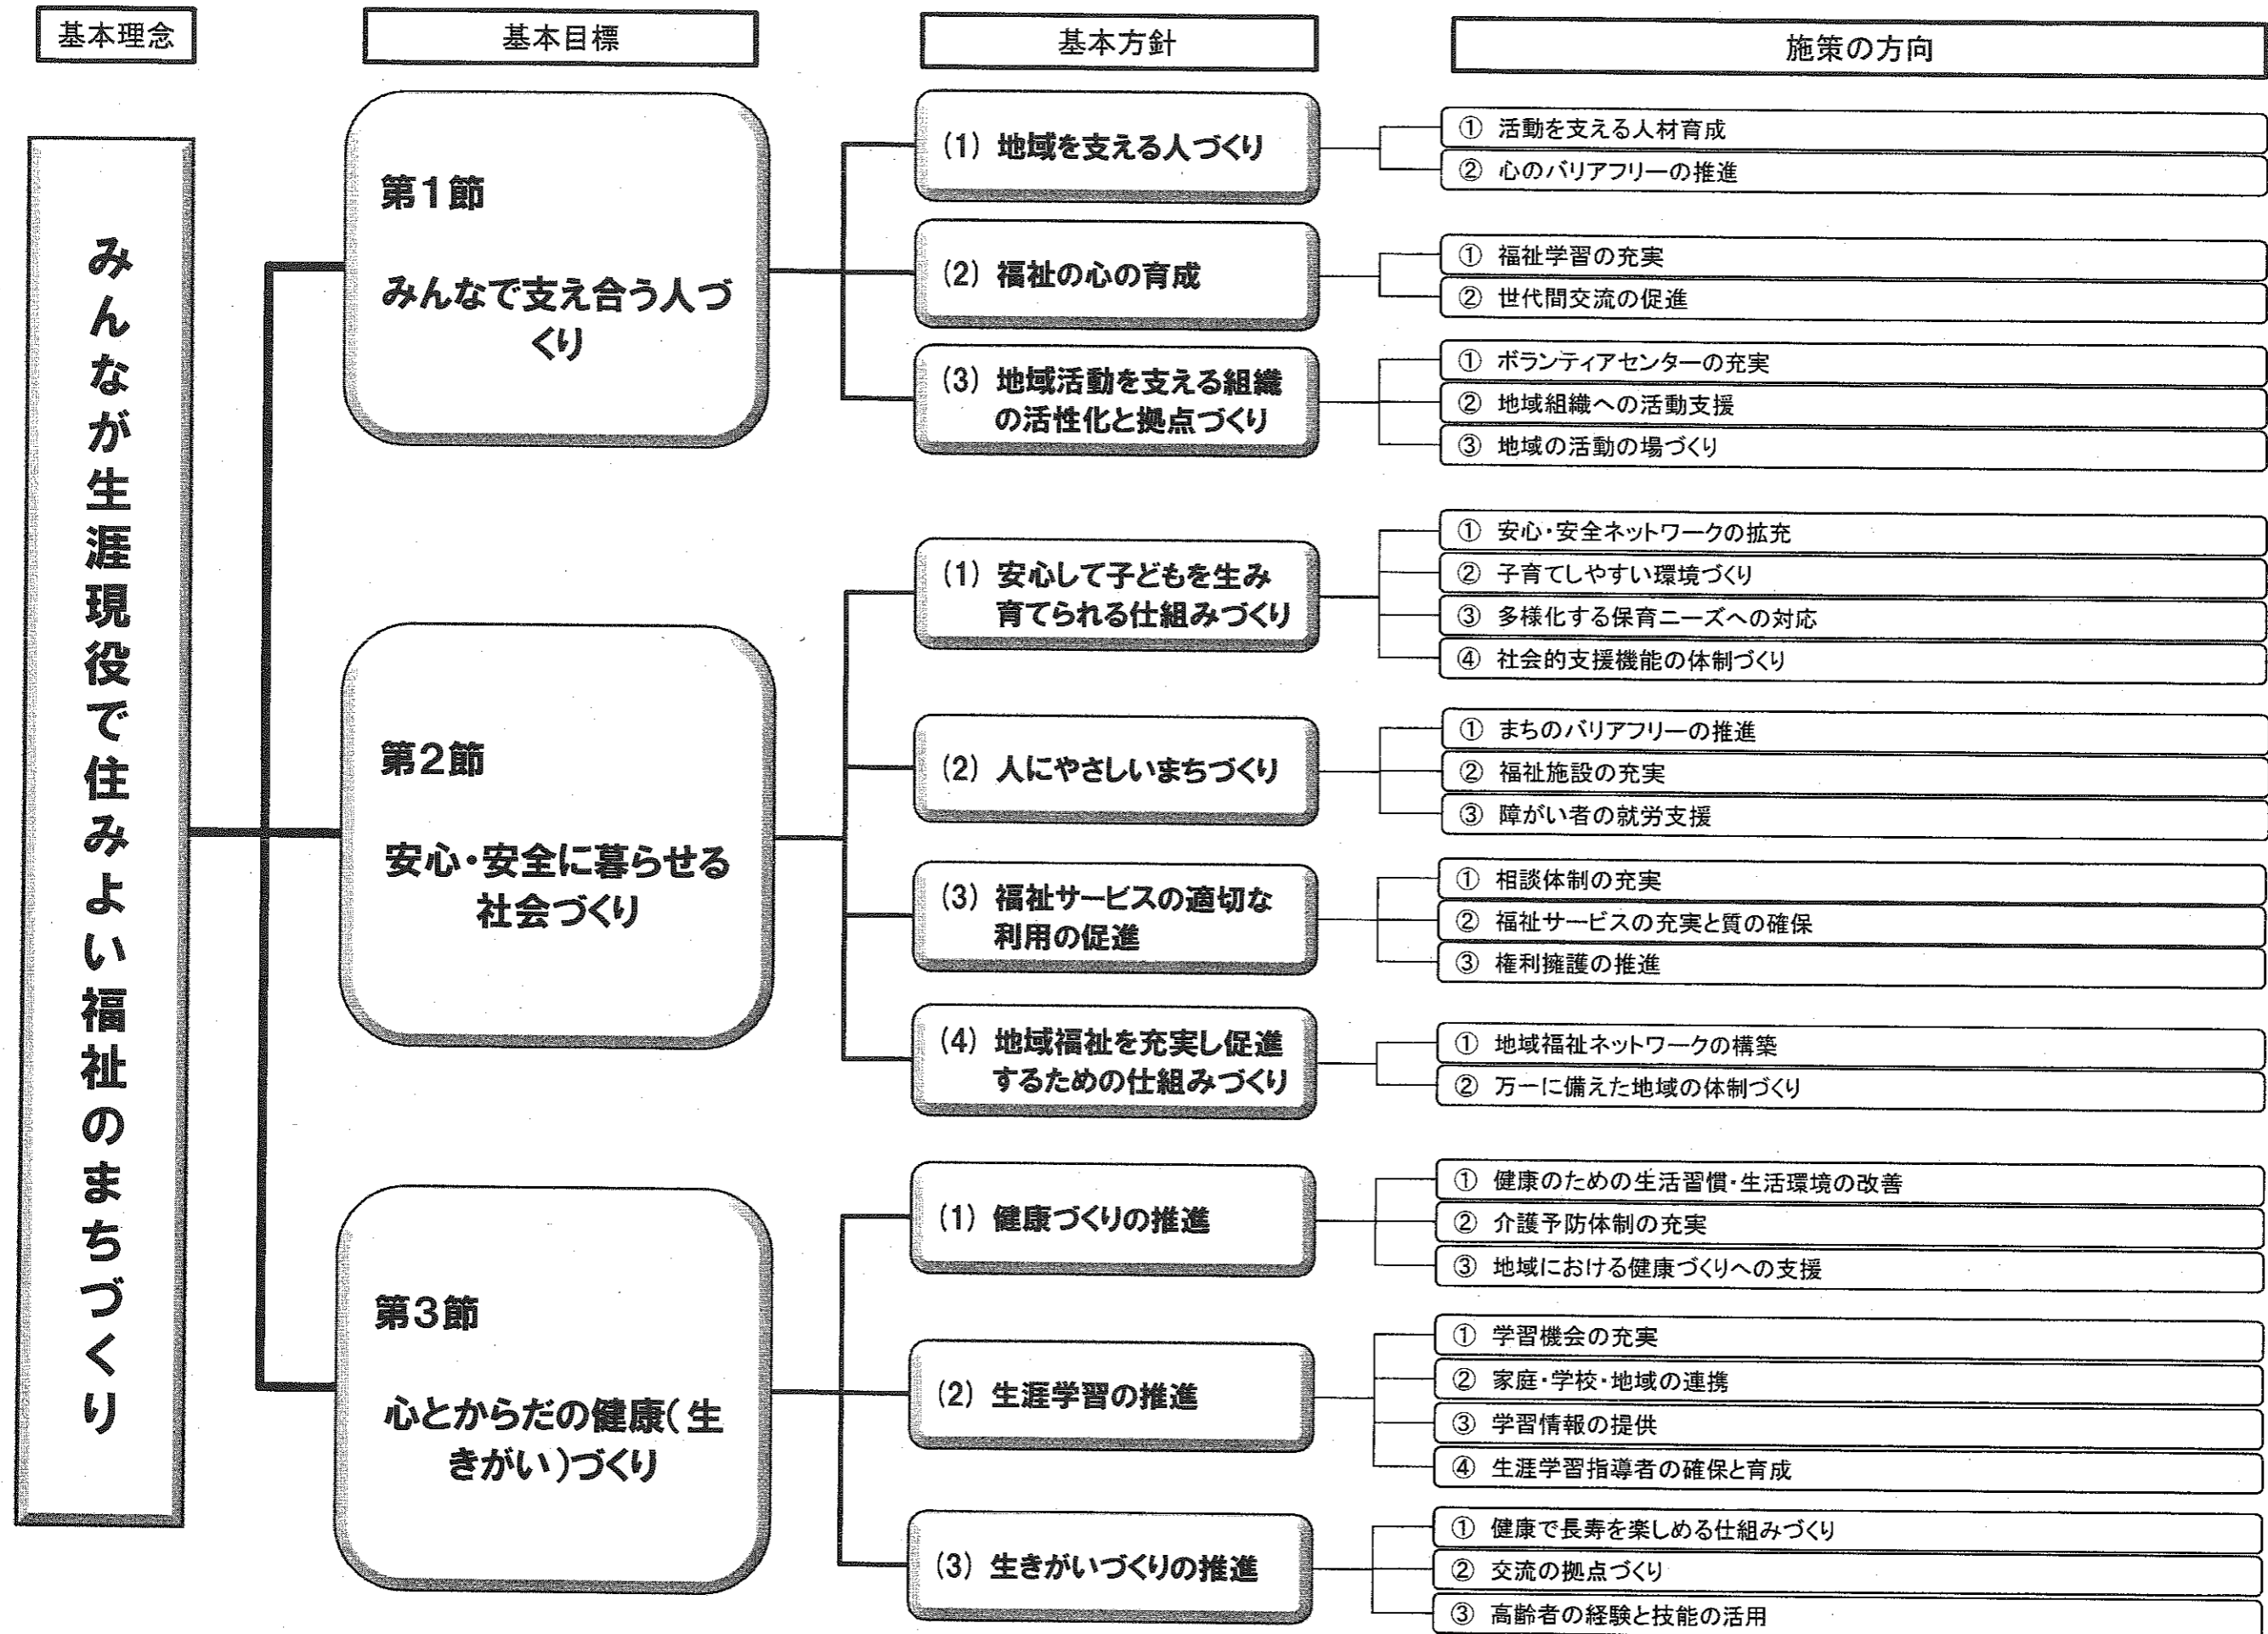 基本理念
基本目標
基本方針
施策の方向
みんなが生涯現役で住みよい福祉のまちづくり
第1節
みんなで支え合う人づ
くり
(1) 地域を支える人づくり
① 活動を支える人材育成
② 心のバリアフリーの推進
(2) 福祉の心の育成
① 福祉学習の充実
② 世代間交流の促進
(3) 地域活動を支える組織
の活性化と拠点づくり
① ボランティアセンターの充実
② 地域組織への活動支援
③ 地域の活動の場づくり
第2節
安心・安全に暮らせる
社会づくり
(1) 安心して子どもを生み
育てられる仕組みづくり
① 安心・安全ネットワークの拡充
② 子育てしやすい環境づくり
③ 多様化する保育ニーズへの対応
④ 社会的支援機能の体制づくり
(2) 人にやさしいまちづくり
① まちのバリアフリーの推進
② 福祉施設の充実
③ 障がい者の就労支援
(3) 福祉サービスの適切な
利用の促進
① 相談体制の充実
② 福祉サービスの充実と質の確保
③ 権利擁護の推進
(4) 地域福祉を充実し促進
するための仕組みづくり
① 地域福祉ネットワークの構築
② 万一に備えた地域の体制づくり
第3節
心とからだの健康(生
きがい)づくり
(1) 健康づくりの推進
① 健康のための生活習慣・生活環境の改善
② 介護予防体制の充実
③ 地域における健康づくりへの支援
(2) 生涯学習の推進
① 学習機会の充実
② 家庭・学校・地域の連携
③ 学習情報の提供
④ 生涯学習指導者の確保と育成
(3) 生きがいづくりの推進
① 健康で長寿を楽しめる仕組みづくり
② 交流の拠点づくり
③ 高齢者の経験と技能の活用